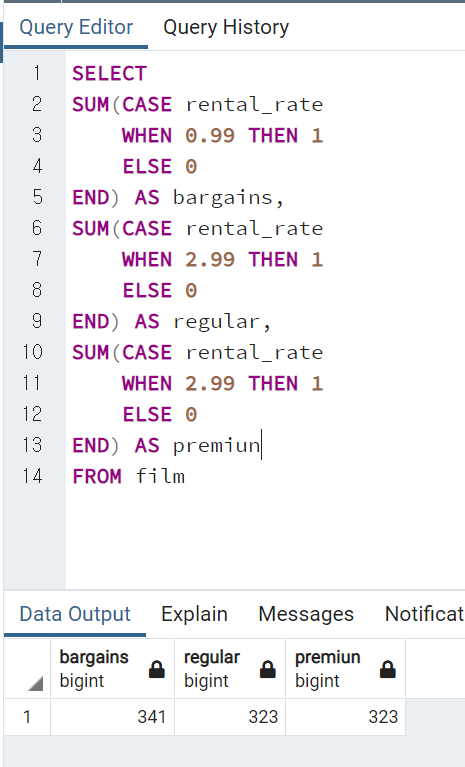 Query Editor Query History
1 SELECT
2 SUM(CASE rental_rate
3 WHEN 0.99 THEN 1
4 ELSE 0
5 END) AS bargains,
6 SUM(CASE rental_rate
7 WHEN 2.99 THEN 1
8 ELSE 0
9 END) AS regular,
10 SUM(CASE rental_rate
11 WHEN 2.99 THEN 1
12 ELSE 0
13 END) AS premiun
14 FROM film
Data Output Explain Messages Notificat
bargains regular premiun
bigint bigint bigint
1 341 323 323